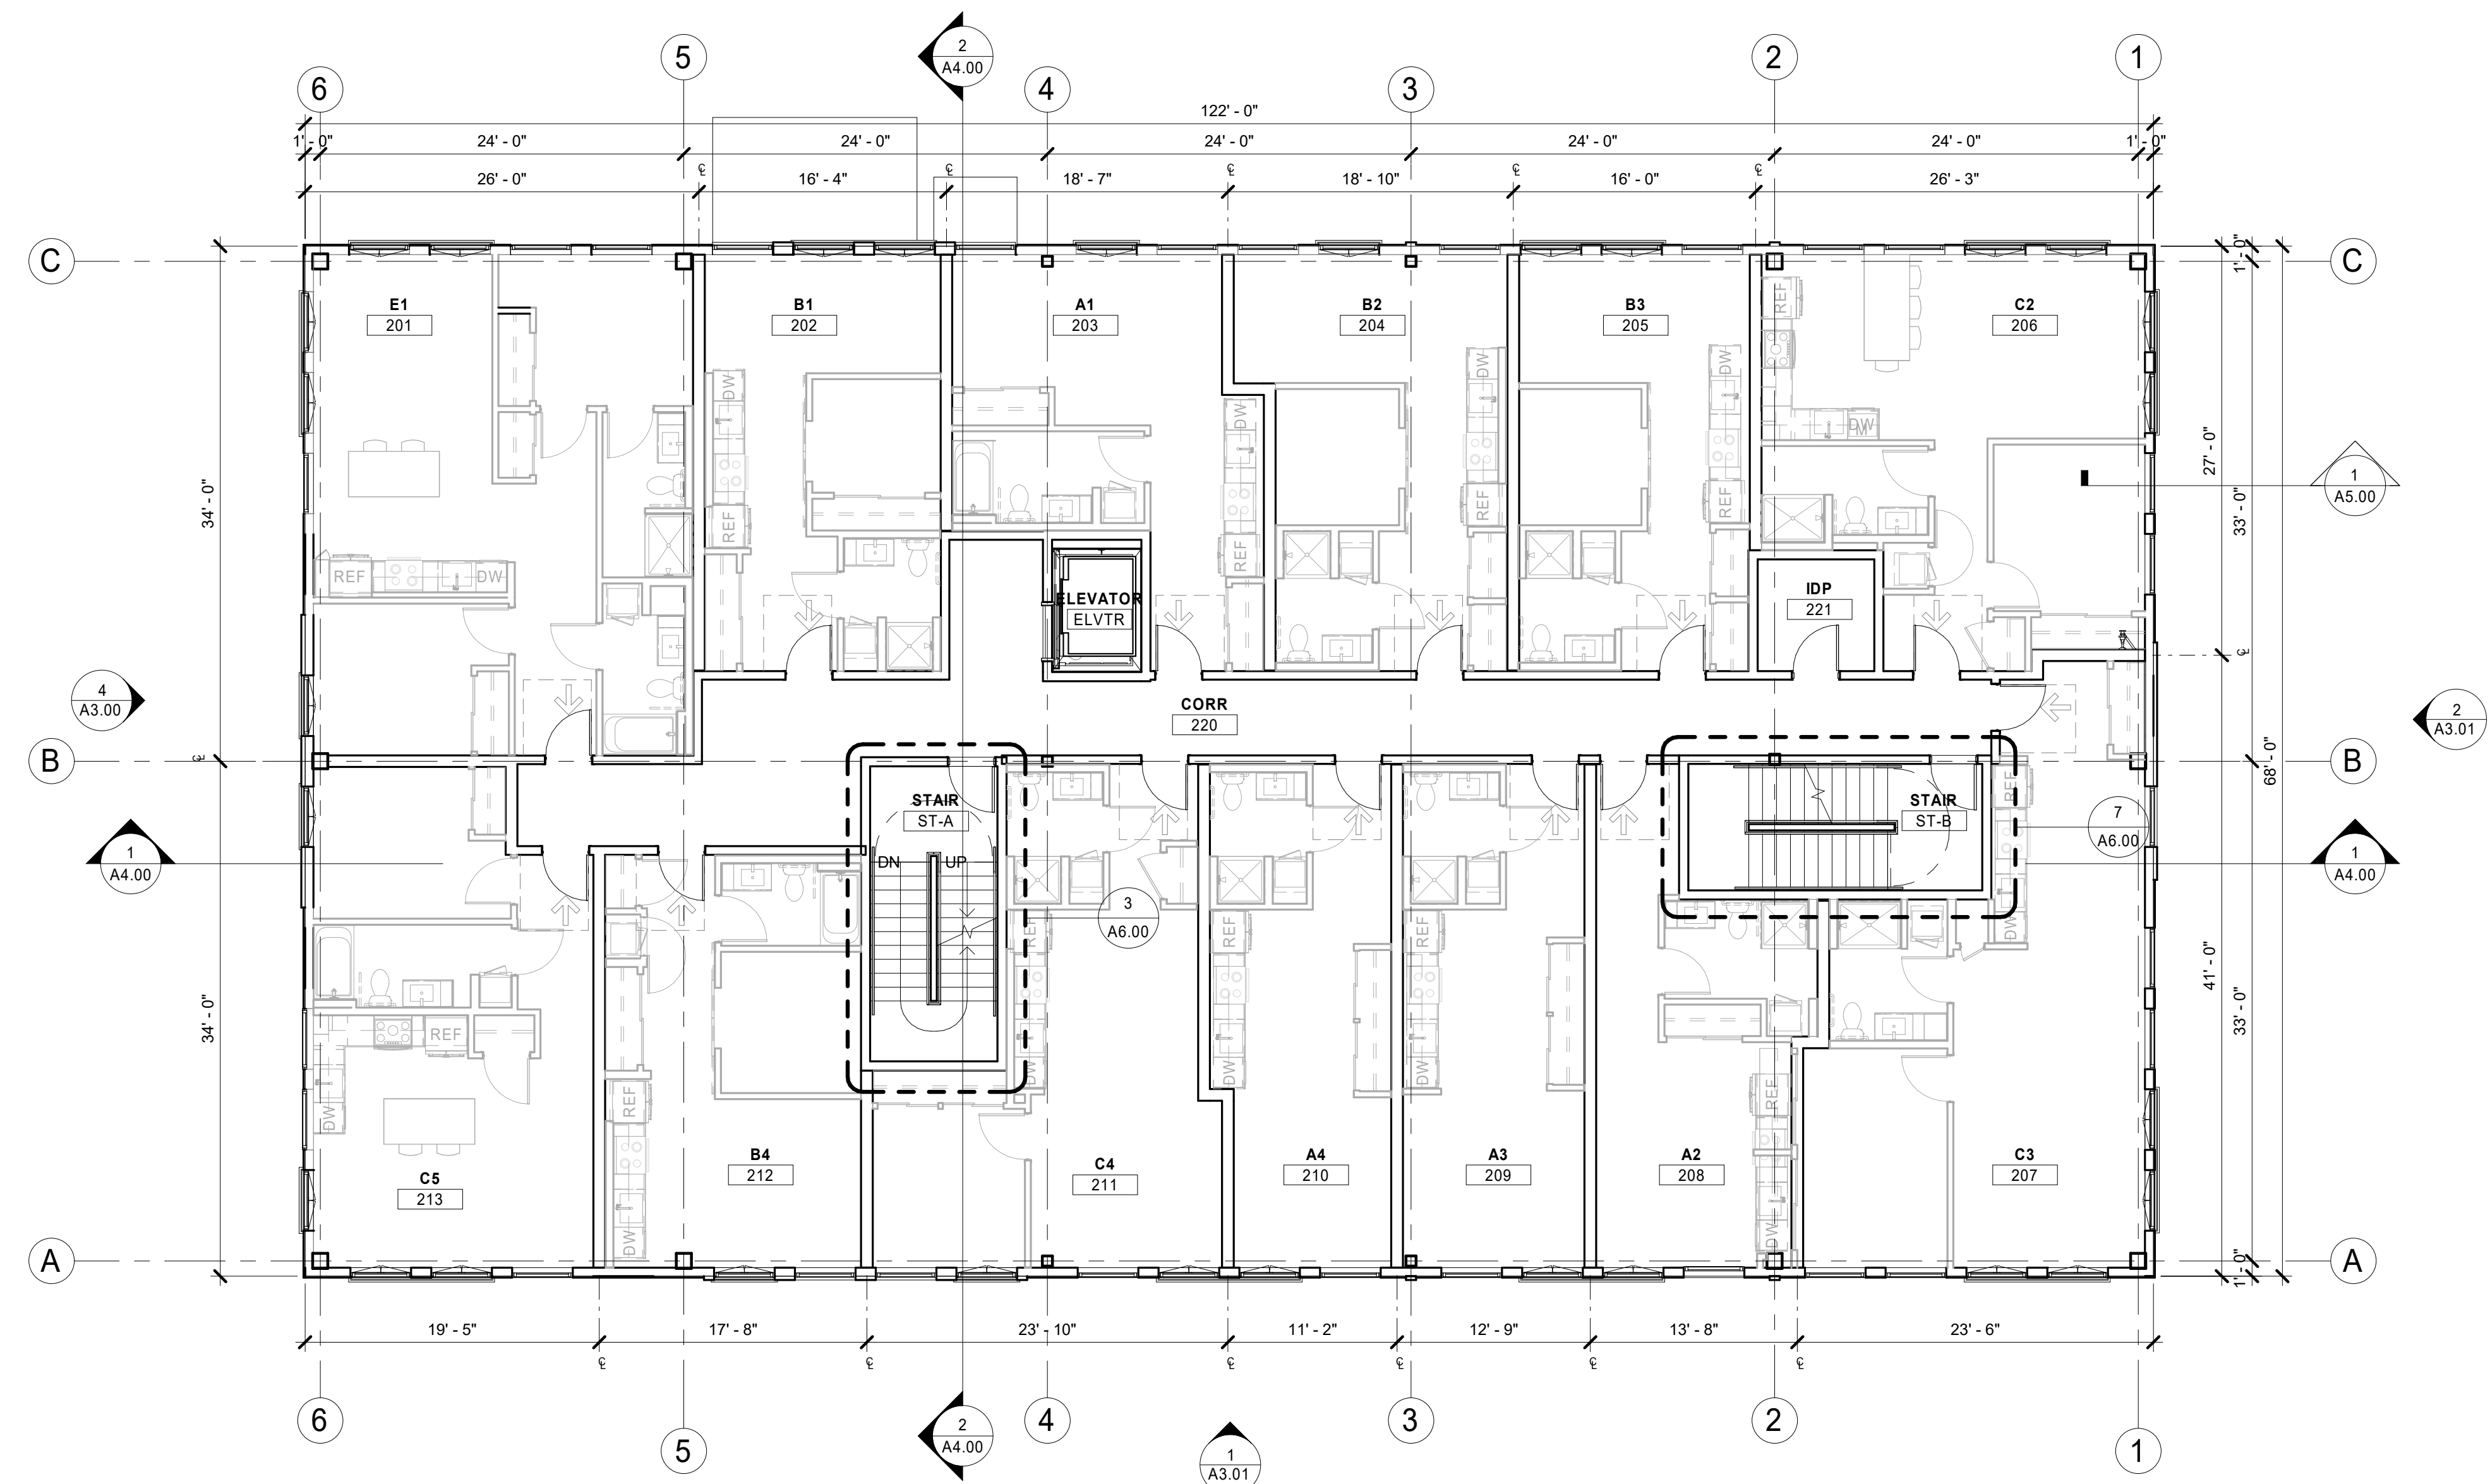 2
A4.00
5
2
1
6
4
3
122' - 0"
1' - 0"
24' - 0"
24' - 0"
24' - 0"
24' - 0"
24' - 0"
1' - 0"
℄
℄
℄
℄
℄
26' - 0"
16' - 4"
18' - 7"
18' - 10"
16' - 0"
26' - 3"
C
C
1' - 0"
E1
201
B1
202
A1
203
B2
204
B3
205
C2
206
REF
DW
DW
DW
DW
DW
34' - 0"
27' - 0"
33' - 0"
1
A5.00
REF
REF
REF
REF
REF
DW
ELEVATOR
ELVTR
IDP
221
℄
4
A3.00
CORR
220
2
A3.01
B
℄
B
68' - 0"
STAIR
ST-A
STAIR
ST-B
REF
7
A6.00
1
A4.00
DN
UP
1
A4.00
3
A6.00
REF
REF
REF
DW
34' - 0"
41' - 0"
33' - 0"
REF
DW
DW
DW
DW
REF
REF
C5
213
B4
212
C4
211
A4
210
A3
209
A2
208
C3
207
DW
DW
A
A
1' - 0"
19' - 5"
17' - 8"
23' - 10"
11' - 2"
12' - 9"
13' - 8"
23' - 6"
℄
℄
℄
℄
℄
℄
6
5
2
A4.00
4
3
2
1
1
A3.01